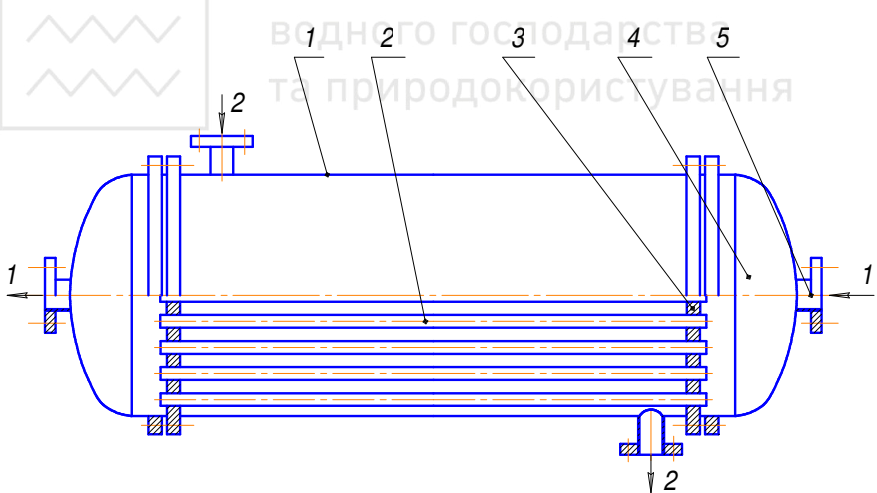 водного господарства
1 2 3 4 5
та природокористування
2
1 1
2